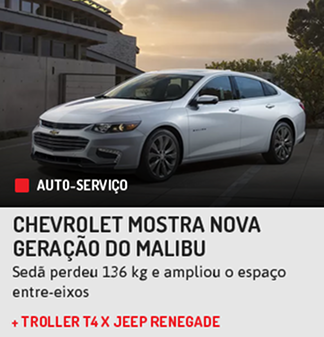 AUTO-SERVIÇO
CHEVROLET MOSTRA NOVA
GERAÇÃO DO MALIBU
Sedã perdeu 136 kg e ampliou o espaço
entre-eixos
+ TROLLER T4 X JEEP RENEGADE